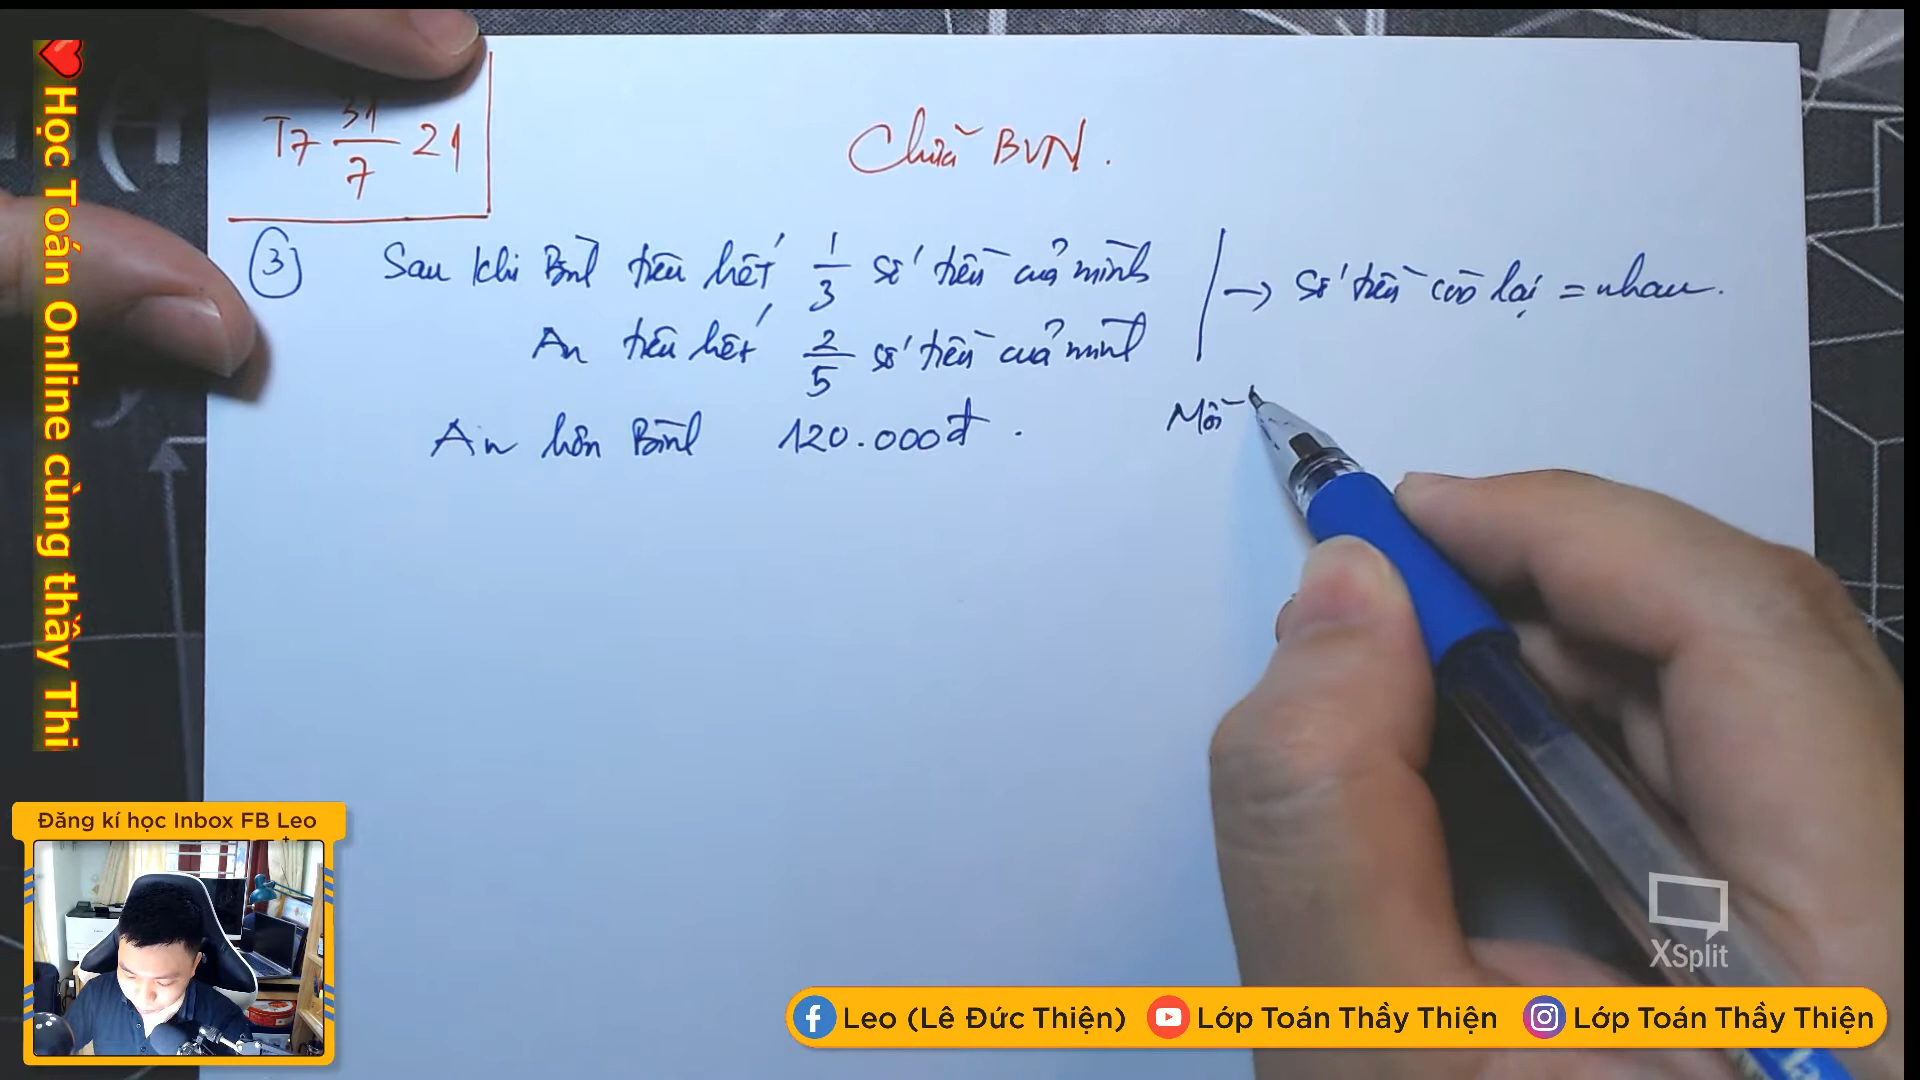 ❤️Học Toán Online cùng thầy Thi
T7 31/7 21
Chữa BVN.
③ Sau khi Bình tiêu hết 1/3 số tiền của mình
An tiêu hết 2/5 số tiền của mình
→ số tiền còn lại = nhau.
An hơn Bình 120.000đ.
Mỗi
Đăng kí học Inbox FB Leo
XSplit
Leo (Lê Đức Thiện) Lớp Toán Thầy Thiện Lớp Toán Thầy Thiện